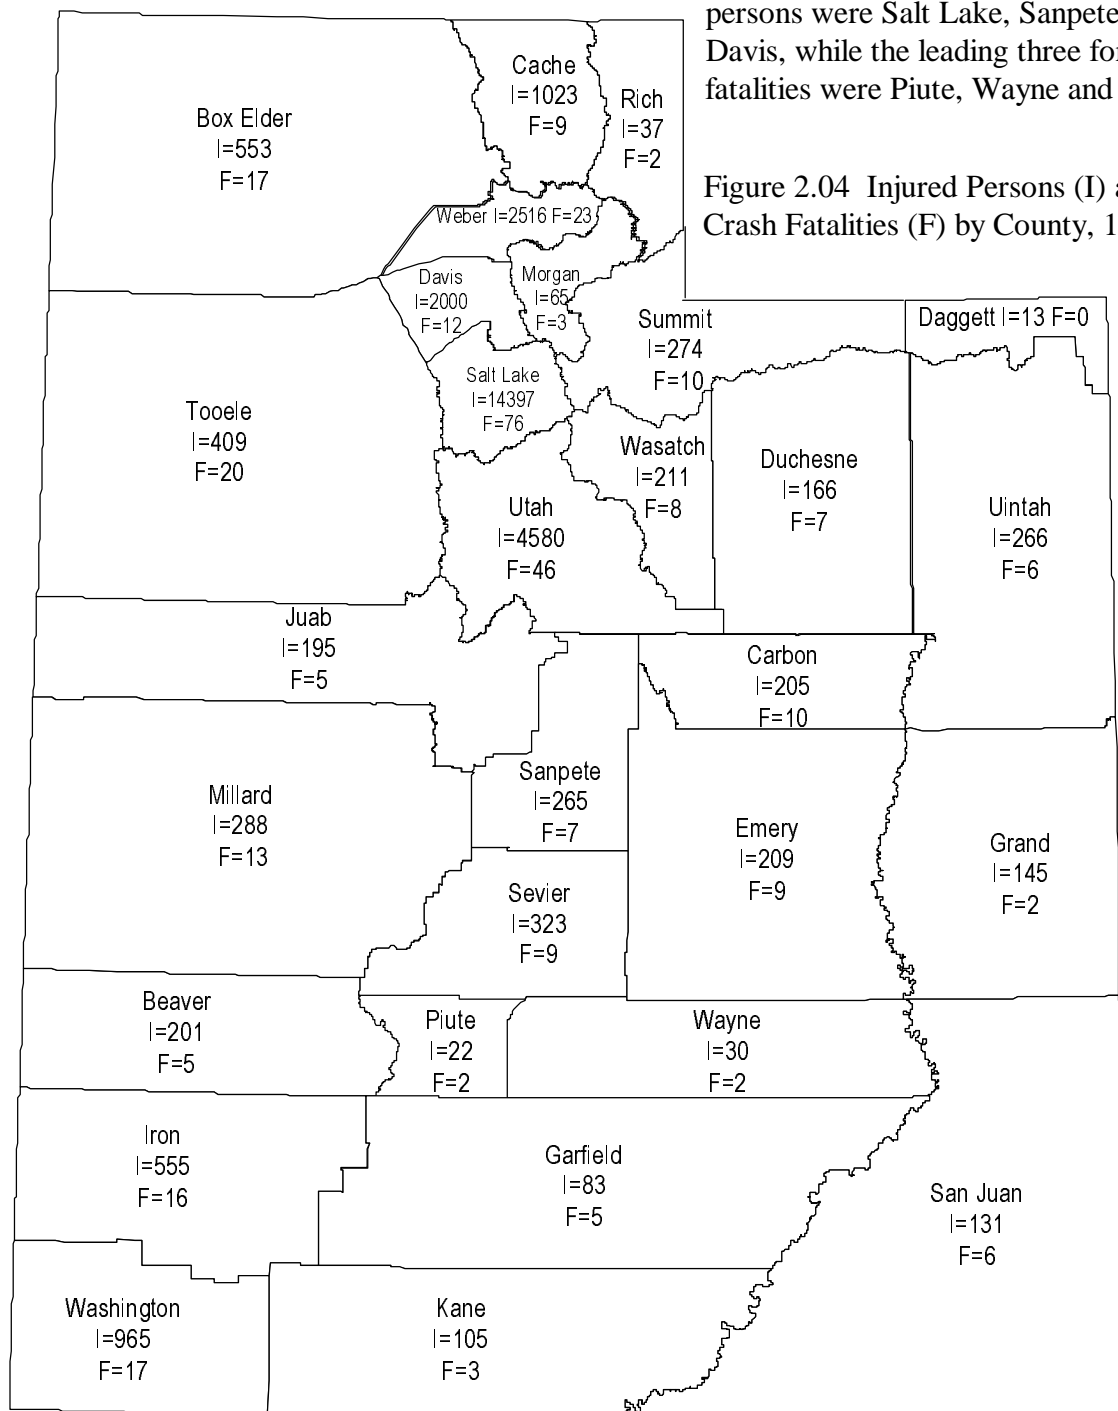 persons were Salt Lake, Sanpete
Davis, while the leading three for
fatalities were Piute, Wayne and
Figure 2.04 Injured Persons (I) a
Crash Fatalities (F) by County, 1
Cache
I=1023
F=9
Rich
I=37
F=2
Box Elder
I=553
F=17
Weber I=2516 F=23
Davis
I=2000
F=12
Morgan
I=65
F=3
Summit
I=274
F=10
Daggett I=13 F=0
Salt Lake
I=14397
F=76
Tooele
I=409
F=20
Wasatch
I=211
F=8
Duchesne
I=166
F=7
Utah
I=4580
F=46
Uintah
I=266
F=6
Juab
I=195
F=5
Carbon
I=205
F=10
Sanpete
I=265
F=7
Millard
I=288
F=13
Emery
I=209
F=9
Grand
I=145
F=2
Sevier
I=323
F=9
Beaver
I=201
F=5
Piute
I=22
F=2
Wayne
I=30
F=2
Iron
I=555
F=16
Garfield
I=83
F=5
San Juan
I=131
F=6
Washington
I=965
F=17
Kane
I=105
F=3